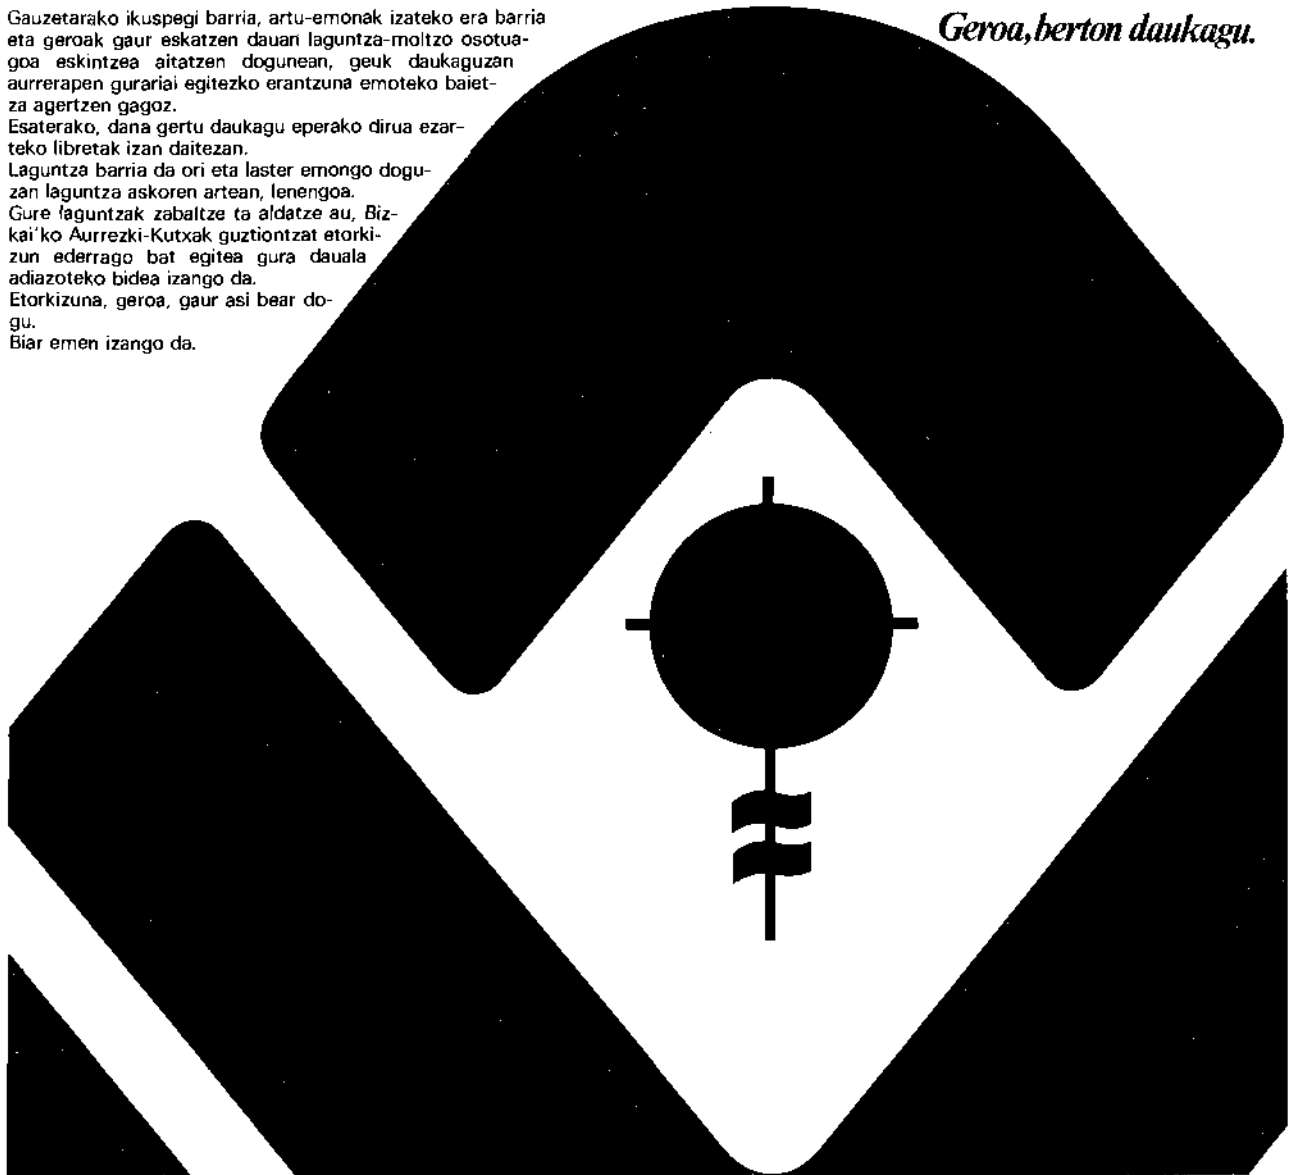 Gauzetarako ikuspegi barria, artu-emonak izateko era barria
eta geroak gaur eskatzen dauan laguntza-moltzo osotua-
goa eskintzea aitatzen dogunean, geuk daukaguzan
aurrerapen gurariai egitezko erantzuna emoteko baiet-
za agertzen gagoz.
Esaterako, dana gertu daukagu eperako dirua ezar-
teko libretak izan daitezan.
Laguntza barria da ori eta laster emongo dogu-
zan laguntza askoren artean, lenengoa.
Gure laguntzak zabaltze ta aldatze au, Biz-
kai'ko Aurrezki-Kutxak guztiontzat etorki-
zun ederrago bat egitea gura dauala
adiazoteko bidea izango da.
Etorkizuna, geroa, gaur asi bear do-
gu.
Biar emen izango da.
Geroa, berton daukagu.